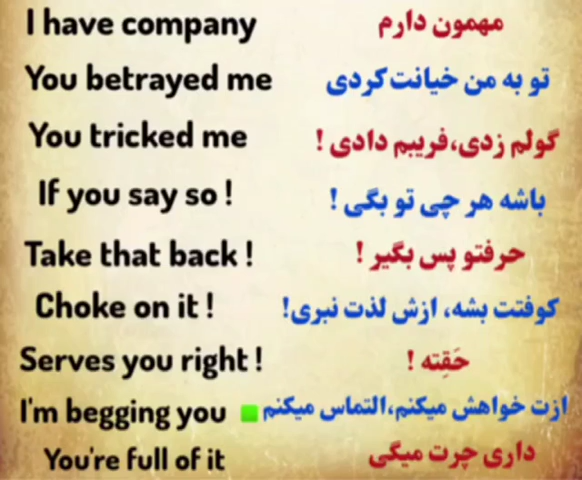 I have company مهمون دارم
You betrayed me تو به من خیانت کردی
You tricked me گولم زدی،فریبم دادی !
If you say so ! باشه هر چی تو بگی !
Take that back ! حرفتو پس بگیر !
Choke on it ! کوفتت بشه، ازش لذت نبری!
Serves you right ! حَقِته !
I'm begging you ازت خواهش میکنم،التماس میکنم
You're full of it داری چرت میگی